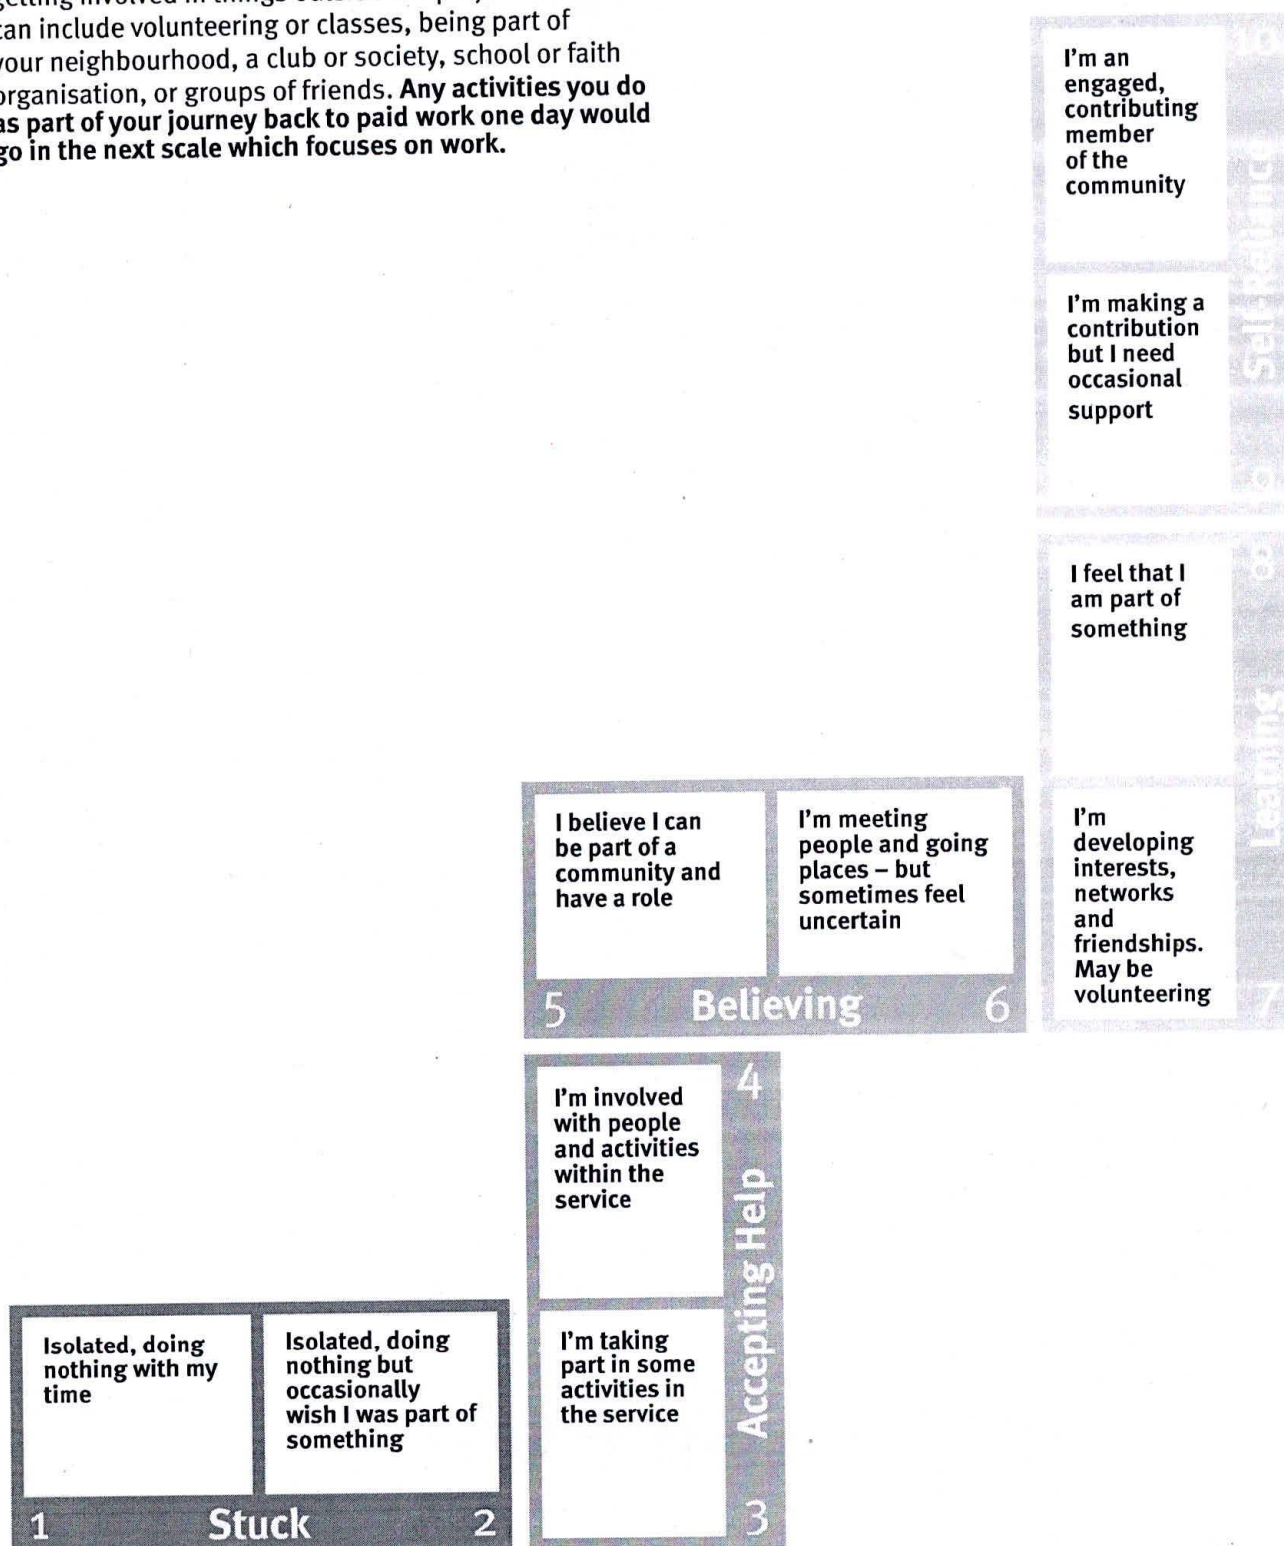 can include volunteering or classes, being part of
your neighbourhood, a club or society, school or faith
organisation, or groups of friends. Any activities you do
as part of your journey back to paid work one day would
go in the next scale which focuses on work.
10
I'm an
engaged,
contributing
member
of the
community
Self-Reliance
I'm making a
contribution
but I need
occasional
support
9
I feel that I
am part of
something
8
Learning
I'm
developing
interests,
networks
and
friendships.
May be
volunteering
7
I believe I can
be part of a
community and
have a role
I'm meeting
people and going
places – but
sometimes feel
uncertain
5 Believing 6
I'm involved
with people
and activities
within the
service
4
Accepting Help
I'm taking
part in some
activities in
the service
3
Isolated, doing
nothing with my
time
Isolated, doing
nothing but
occasionally
wish I was part of
something
1 Stuck 2